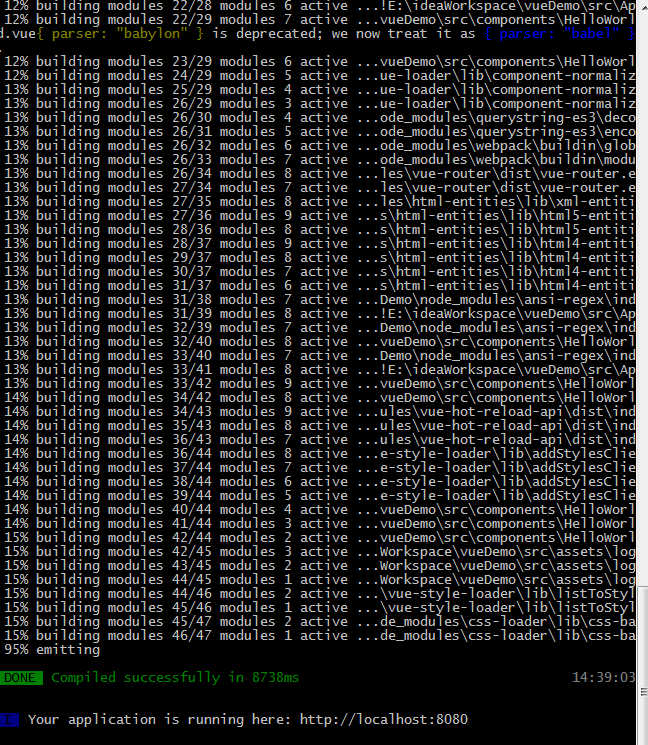 12% building modules 22/28 modules 6 active ...!E:\ideaWorkspace\vueDemo\src\Ap
12% building modules 22/29 modules 7 active ...vueDemo\src\components\HelloWorl
d.vue{ parser: "babylon" } is deprecated; we now treat it as { parser: "babel" }
.
12% building modules 23/29 modules 6 active ...vueDemo\src\components\HelloWorl
12% building modules 24/29 modules 5 active ...ue-loader\lib\component-normaliz
13% building modules 25/29 modules 4 active ...ue-loader\lib\component-normaliz
13% building modules 26/29 modules 3 active ...ue-loader\lib\component-normaliz
13% building modules 26/30 modules 4 active ...ode_modules\querystring-es3\deco
13% building modules 26/31 modules 5 active ...ode_modules\querystring-es3\enco
13% building modules 26/32 modules 6 active ...ode_modules\webpack\buildin\glob
13% building modules 26/33 modules 7 active ...ode_modules\webpack\buildin\modu
13% building modules 26/34 modules 8 active ...les\vue-router\dist\vue-router.e
13% building modules 27/34 modules 7 active ...les\vue-router\dist\vue-router.e
13% building modules 27/35 modules 8 active ...s\html-entities\lib\xml-entiti
13% building modules 27/36 modules 9 active ...s\html-entities\lib\html5-entiti
13% building modules 28/36 modules 8 active ...s\html-entities\lib\html5-entiti
13% building modules 28/37 modules 9 active ...s\html-entities\lib\html4-entiti
13% building modules 29/37 modules 8 active ...s\html-entities\lib\html4-entiti
13% building modules 30/37 modules 7 active ...s\html-entities\lib\html4-entiti
13% building modules 31/37 modules 6 active ...s\html-entities\lib\html4-entiti
13% building modules 31/38 modules 7 active ...Demo\node_modules\ansi-regex\ind
13% building modules 31/39 modules 8 active ...!E:\ideaWorkspace\vueDemo\src\Ap
13% building modules 32/39 modules 7 active ...Demo\node_modules\ansi-regex\ind
13% building modules 32/40 modules 8 active ...vueDemo\src\components\HelloWorl
13% building modules 33/40 modules 7 active ...Demo\node_modules\ansi-regex\ind
13% building modules 33/41 modules 8 active ...!E:\ideaWorkspace\vueDemo\src\Ap
13% building modules 33/42 modules 9 active ...vueDemo\src\components\HelloWorl
14% building modules 34/42 modules 8 active ...vueDemo\src\components\HelloWorl
14% building modules 34/43 modules 9 active ...ules\vue-hot-reload-api\dist\ind
14% building modules 35/43 modules 8 active ...ules\vue-hot-reload-api\dist\ind
14% building modules 36/43 modules 7 active ...ules\vue-hot-reload-api\dist\ind
14% building modules 36/44 modules 8 active ...e-style-loader\lib\addStylesClie
14% building modules 37/44 modules 7 active ...e-style-loader\lib\addStylesClie
14% building modules 38/44 modules 6 active ...e-style-loader\lib\addStylesClie
14% building modules 39/44 modules 5 active ...e-style-loader\lib\addStylesClie
14% building modules 40/44 modules 4 active ...vueDemo\src\components\HelloWorl
14% building modules 41/44 modules 3 active ...vueDemo\src\components\HelloWorl
14% building modules 42/44 modules 2 active ...vueDemo\src\components\HelloWorl
15% building modules 42/45 modules 3 active ...Workspace\vueDemo\src\assets\log
15% building modules 43/45 modules 2 active ...Workspace\vueDemo\src\assets\log
15% building modules 44/45 modules 1 active ...Workspace\vueDemo\src\assets\log
15% building modules 44/46 modules 2 active ...\vue-style-loader\lib\listToStyl
15% building modules 45/46 modules 1 active ...\vue-style-loader\lib\listToStyl
15% building modules 45/47 modules 2 active ...de_modules\css-loader\lib\css-ba
15% building modules 46/47 modules 1 active ...de_modules\css-loader\lib\css-ba
95% emitting
DONE Compiled successfully in 8738ms 14:39:03
Your application is running here: http://localhost:8080